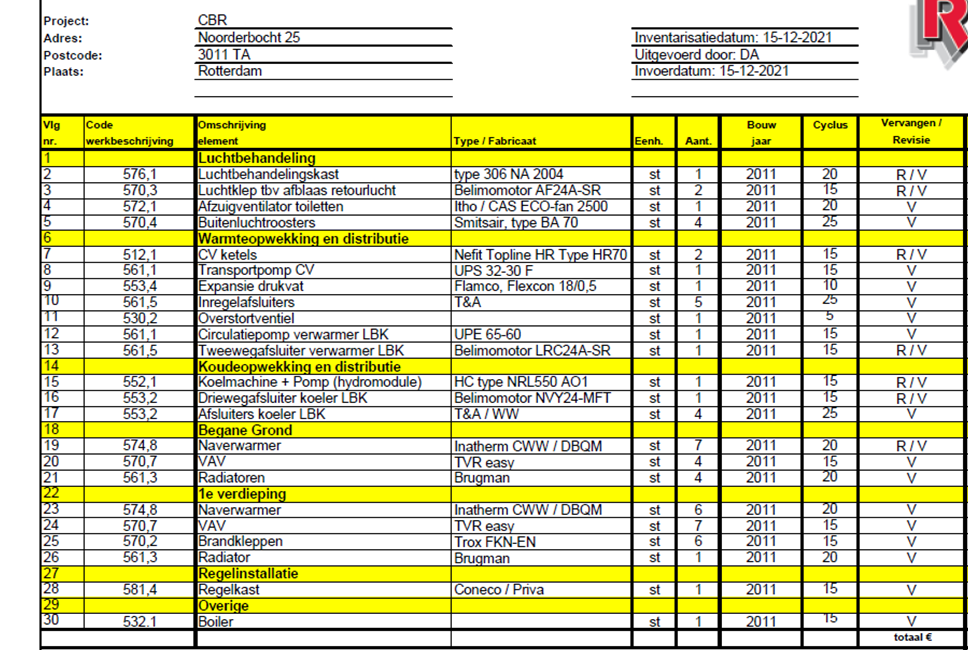 Project: CBR
Adres: Noorderbocht 25 Inventarisatiedatum: 15-12-2021
Postcode: 3011 TA Uitgevoerd door: DA
Plaats: Rotterdam Invoerdatum: 15-12-2021
R
Vlg Code Omschrijving Bouw Cyclus Vervangen /
nr. werkbeschrijving element Type / Fabricaat Eenh. Aant. jaar Revisie
1 Luchtbehandeling
2 576,1 Luchtbehandelingskast type 306 NA 2004 st 1 2011 20 R / V
3 570,3 Luchtklep tbv afblaas retourlucht Belimomotor AF24A-SR st 2 2011 15 R / V
4 572,1 Afzuigventilator toiletten Itho / CAS ECO-fan 2500 st 1 2011 20 V
5 570,4 Buitenluchtroosters Smitsair, type BA 70 st 4 2011 25 V
6 Warmteopwekking en distributie
7 512,1 CV ketels Nefit Topline HR Type HR70 st 2 2011 15 R / V
8 561,1 Transportpomp CV UPS 32-30 F st 1 2011 15 V
9 553,4 Expansie drukvat Flamco, Flexcon 18/0,5 st 1 2011 10 V
10 561,5 Inregelafsluiters T&A st 5 2011 25 V
11 530,2 Overstortventiel st 1 2011 5 V
12 561,1 Circulatiepomp verwarmer LBK UPE 65-60 st 1 2011 15 V
13 561,5 Tweewegafsluiter verwarmer LBK Belimomotor LRC24A-SR st 1 2011 15 R / V
14 Koudeopwekking en distributie
15 552,1 Koelmachine + Pomp (hydromodule) HC type NRL550 AO1 st 1 2011 15 R / V
16 553,2 Driewegafsluiter koeler LBK Belimomotor NVY24-MFT st 1 2011 15 R / V
17 553,2 Afsluiters koeler LBK T&A / WW st 4 2011 25 V
18 Begane Grond
19 574,8 Naverwarmer Inatherm CWW / DBQM st 7 2011 20 R / V
20 570,7 VAV TVR easy st 4 2011 15 V
21 561,3 Radiatoren Brugman st 4 2011 20 V
22 1e verdieping
23 574,8 Naverwarmer Inatherm CWW / DBQM st 6 2011 20 V
24 570,7 VAV TVR easy st 7 2011 15 V
25 570,2 Brandkleppen Trox FKN-EN st 6 2011 15 V
26 561,3 Radiator Brugman st 1 2011 20 V
27 Regelinstallatie
28 581,4 Regelkast Coneco / Priva st 1 2011 15 V
29 Overige
30 532.1 Boiler st 1 2011 15 V
totaal €